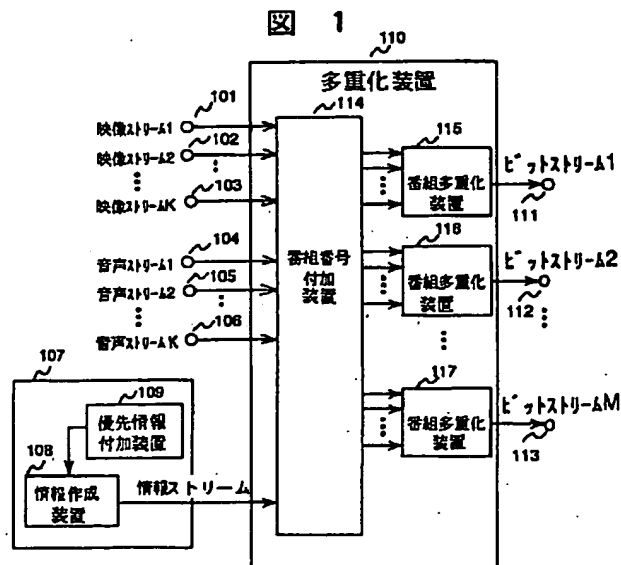 図 1
110
多重化装置
101
映像ストリーム1
102
映像ストリーム2
103
映像ストリームK
104
音声ストリーム1
105
音声ストリーム2
106
音声ストリームK
107
109
優先情報
付加装置
108
情報作成
装置
情報ストリーム
114
番組番号
付加
装置
115
番組多重化
装置
ビットストリーム1
111
116
番組多重化
装置
ビットストリーム2
112
117
番組多重化
装置
ビットストリームM
113